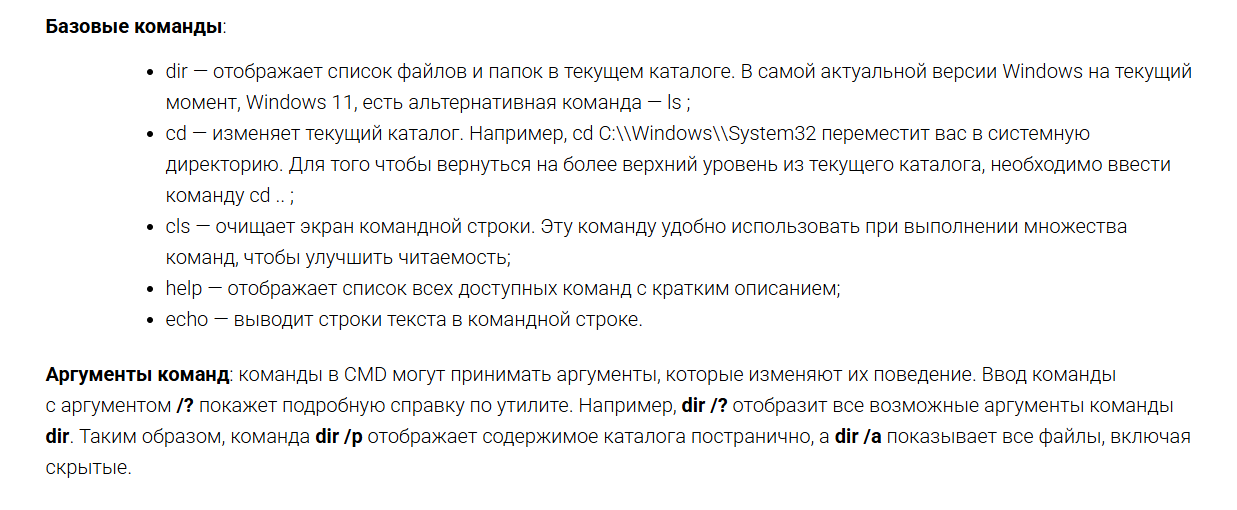 Базовые команды:
• dir — отображает список файлов и папок в текущем каталоге. В самой актуальной версии Windows на текущий
момент, Windows 11, есть альтернативная команда — ls ;
• cd — изменяет текущий каталог. Например, cd C:\\Windows\\System32 переместит вас в системную
директорию. Для того чтобы вернуться на более верхний уровень из текущего каталога, необходимо ввести
команду cd .. ;
• cls — очищает экран командной строки. Эту команду удобно использовать при выполнении множества
команд, чтобы улучшить читаемость;
• help — отображает список всех доступных команд с кратким описанием;
• echo — выводит строки текста в командной строке.
Аргументы команд: команды в CMD могут принимать аргументы, которые изменяют их поведение. Ввод команды
с аргументом /? покажет подробную справку по утилите. Например, dir /? отобразит все возможные аргументы команды
dir. Таким образом, команда dir /p отображает содержимое каталога постранично, а dir /a показывает все файлы, включая
скрытые.